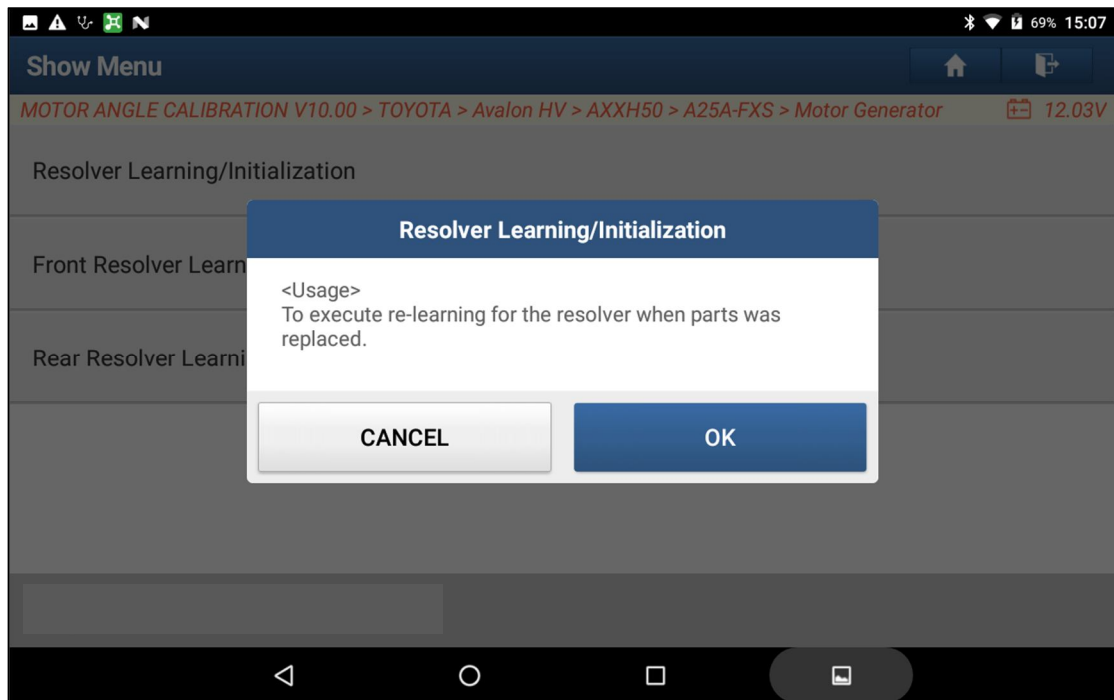 69% 15:07
Show Menu
MOTOR ANGLE CALIBRATION V10.00 > TOYOTA > Avalon HV > AXXH50 > A25A-FXS > Motor Generator 12.03V
Resolver Learning/Initialization
Resolver Learning/Initialization
Front Resolver Learn
<Usage>
To execute re-learning for the resolver when parts was
replaced.
Rear Resolver Learni
CANCEL OK